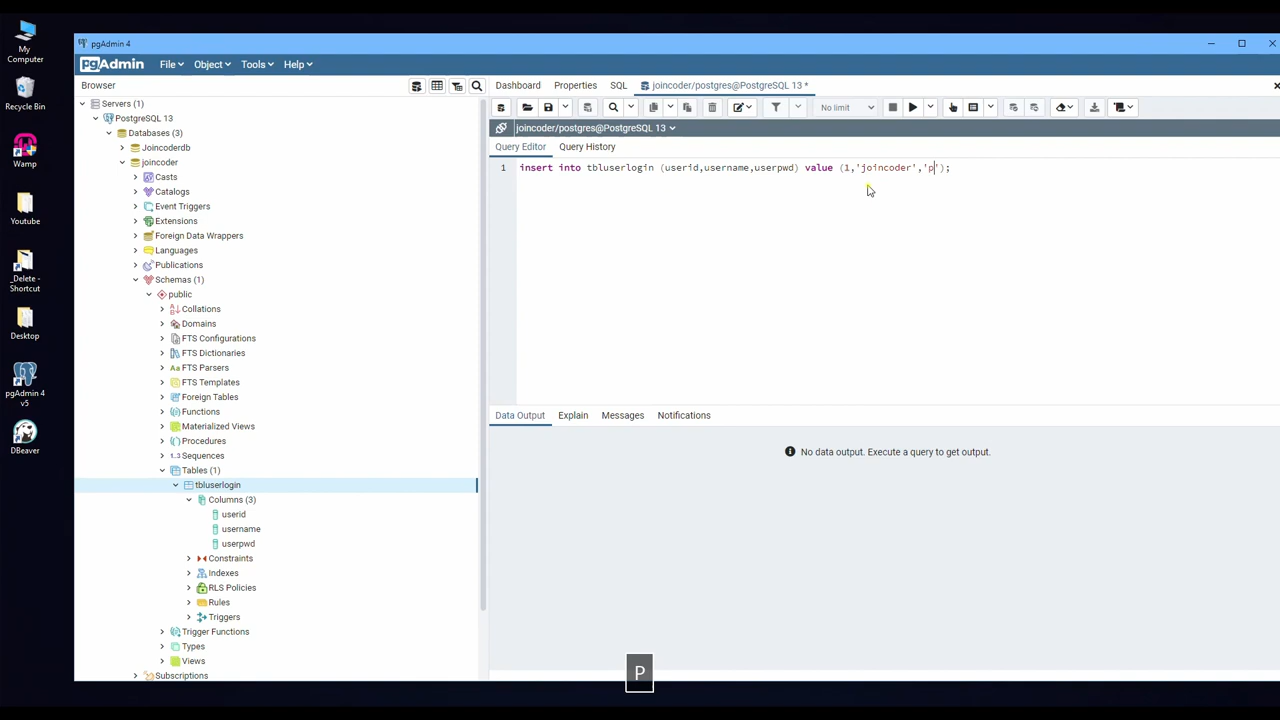 My
Computer
Recycle Bin
Wamp
Youtube
_Delete -
Shortcut
Desktop
pgAdmin 4
v5
DBeaver
pgAdmin 4
pgAdmin File Object Tools Help
Browser
Servers (1)
PostgreSQL 13
Databases (3)
Joincoderdb
joincoder
Casts
Catalogs
Event Triggers
Extensions
Foreign Data Wrappers
Languages
Publications
Schemas (1)
public
Collations
Domains
FTS Configurations
FTS Dictionaries
FTS Parsers
FTS Templates
Foreign Tables
Functions
Materialized Views
Procedures
1..3 Sequences
Tables (1)
tbluserlogin
Columns (3)
userid
username
userpwd
Constraints
Indexes
RLS Policies
Rules
Triggers
Trigger Functions
Types
Views
Subscriptions
Dashboard Properties SQL joincoder/postgres@PostgreSQL 13 *
No limit
joincoder/postgres@PostgreSQL 13
Query Editor Query History
1 insert into tbluserlogin (userid,username,userpwd) value (1,'joincoder','p');
Data Output Explain Messages Notifications
No data output. Execute a query to get output.
P